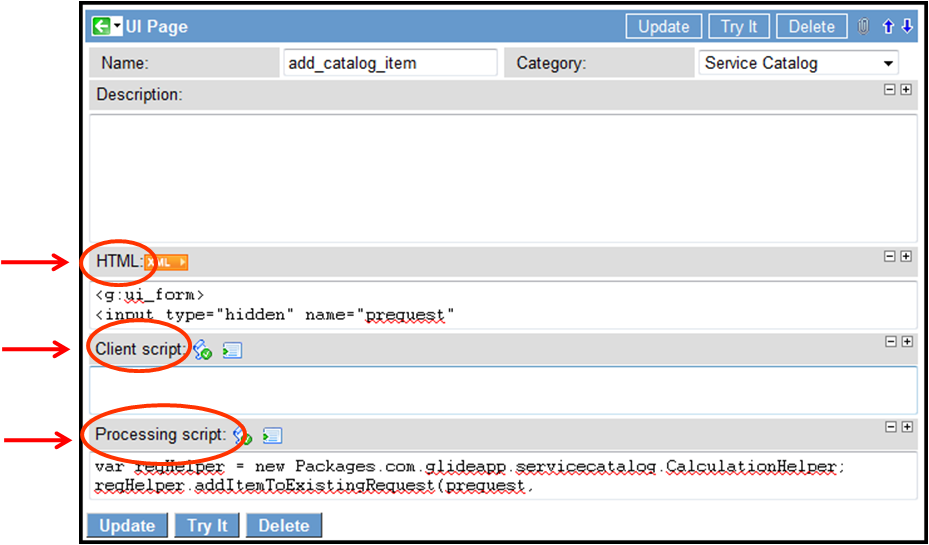 UI Page Update Try It Delete
Name: add_catalog_item Category: Service Catalog
Description:
HTML: XML
<g:ui_form>
<input type="hidden" name="prequest"
Client script:
Processing script:
var reqHelper = new Packages.com.glideapp.servicecatalog.CalculationHelper;
reqHelper.addItemToExistingRequest(prequest,
Update Try It Delete